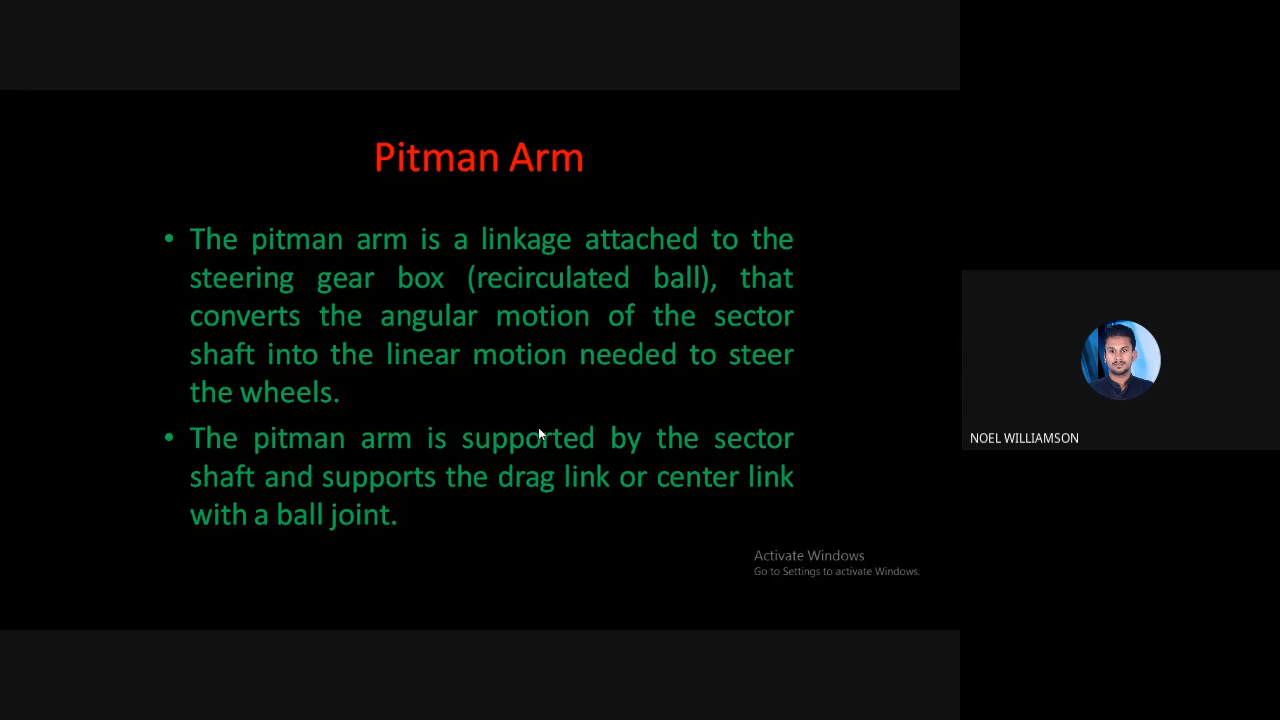 Pitman Arm
• The pitman arm is a linkage attached to the
steering gear box (recirculated ball), that
converts the angular motion of the sector
shaft into the linear motion needed to steer
the wheels.
• The pitman arm is supported by the sector
shaft and supports the drag link or center link
with a ball joint.
Activate Windows
Go to Settings to activate Windows.
NOEL WILLIAMSON